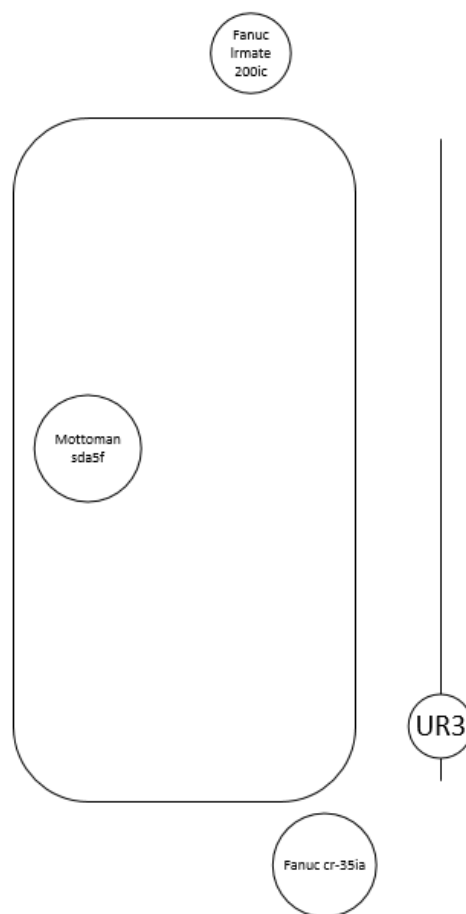 Fanuc
lrmate
200ic
Mottoman
sda5f
UR3
Fanuc cr-35ia